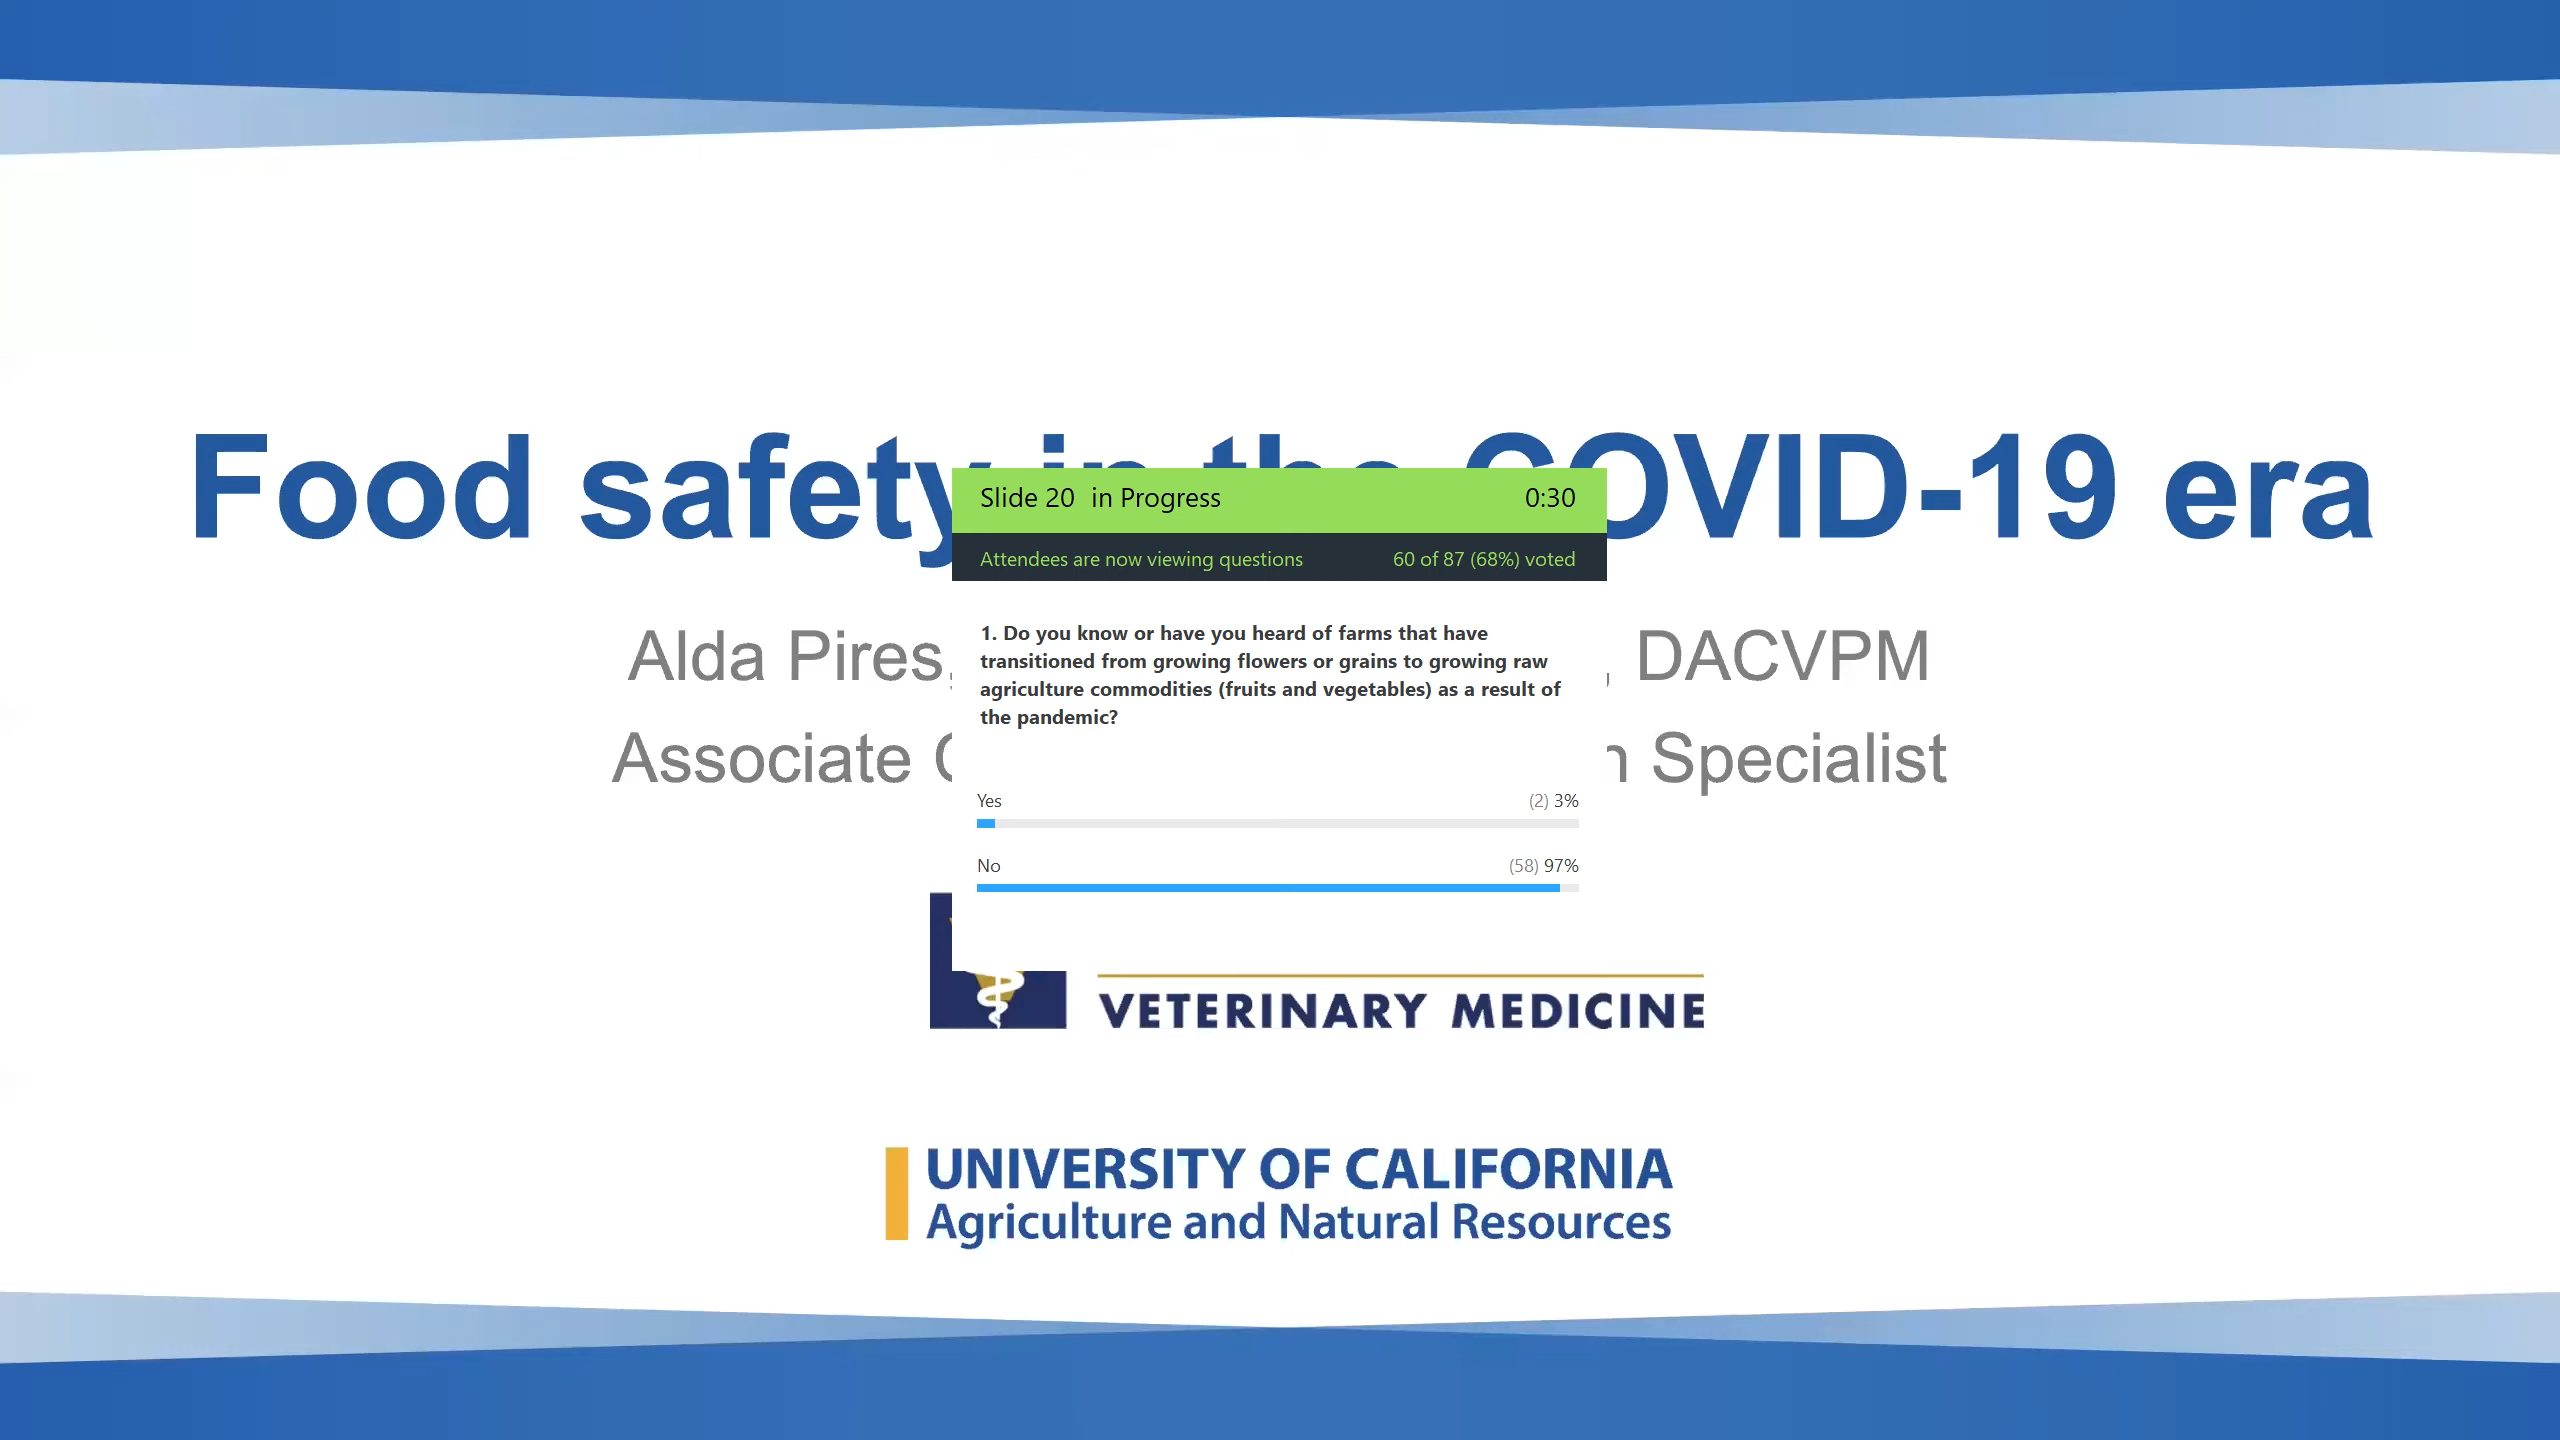 Food safety in the COVID-19 era
Slide 20 in Progress 0:30
Attendees are now viewing questions 60 of 87 (68%) voted
Alda Pires, DACVPM
1. Do you know or have you heard of farms that have
transitioned from growing flowers or grains to growing raw
agriculture commodities (fruits and vegetables) as a result of
the pandemic?
Associate Specialist
Yes (2) 3%
No (58) 97%
VETERINARY MEDICINE
UNIVERSITY OF CALIFORNIA
Agriculture and Natural Resources